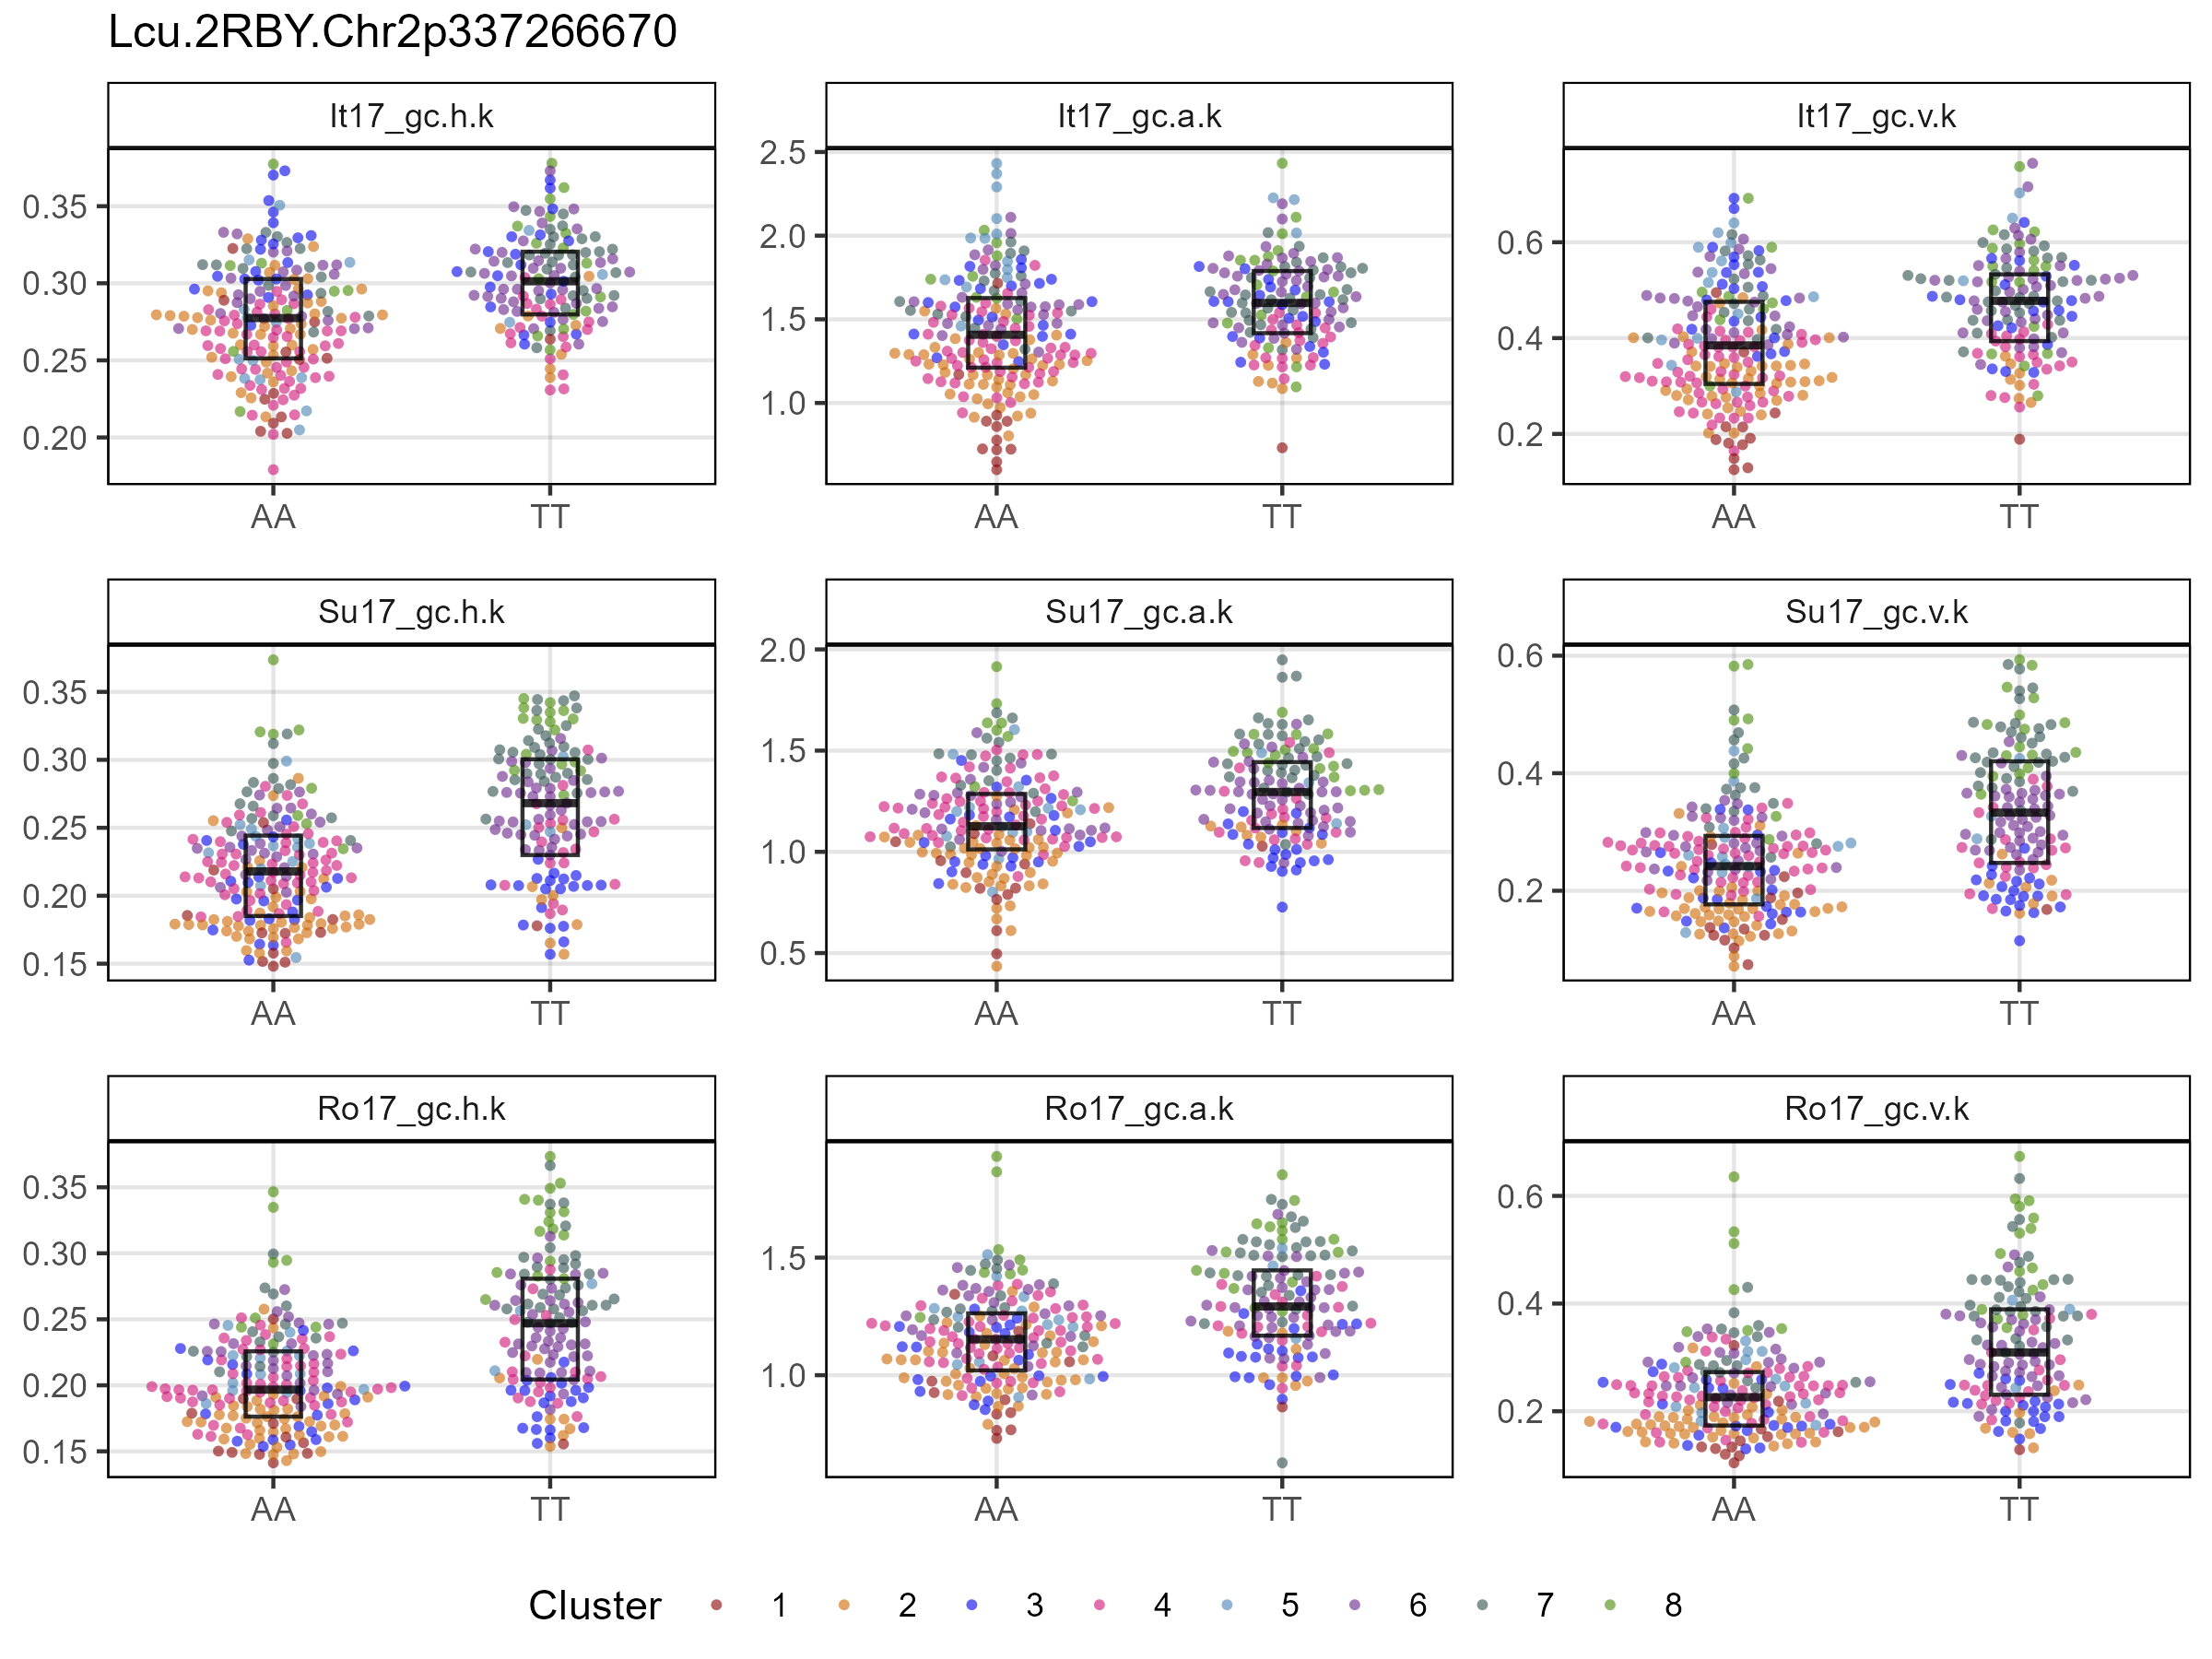 Lcu.2RBY.Chr2p337266670
It17_gc.h.k
It17_gc.a.k
It17_gc.v.k
0.35
0.30
0.25
0.20
2.5
2.0
1.5
1.0
0.6
0.4
0.2
AA
TT
AA
TT
AA
TT
Su17_gc.h.k
Su17_gc.a.k
Su17_gc.v.k
0.35
0.30
0.25
0.20
0.15
2.0
1.5
1.0
0.5
0.6
0.4
0.2
AA
TT
AA
TT
AA
TT
Ro17_gc.h.k
Ro17_gc.a.k
Ro17_gc.v.k
0.35
0.30
0.25
0.20
0.15
1.5
1.0
0.6
0.4
0.2
AA
TT
AA
TT
AA
TT
Cluster 1 2 3 4 5 6 7 8